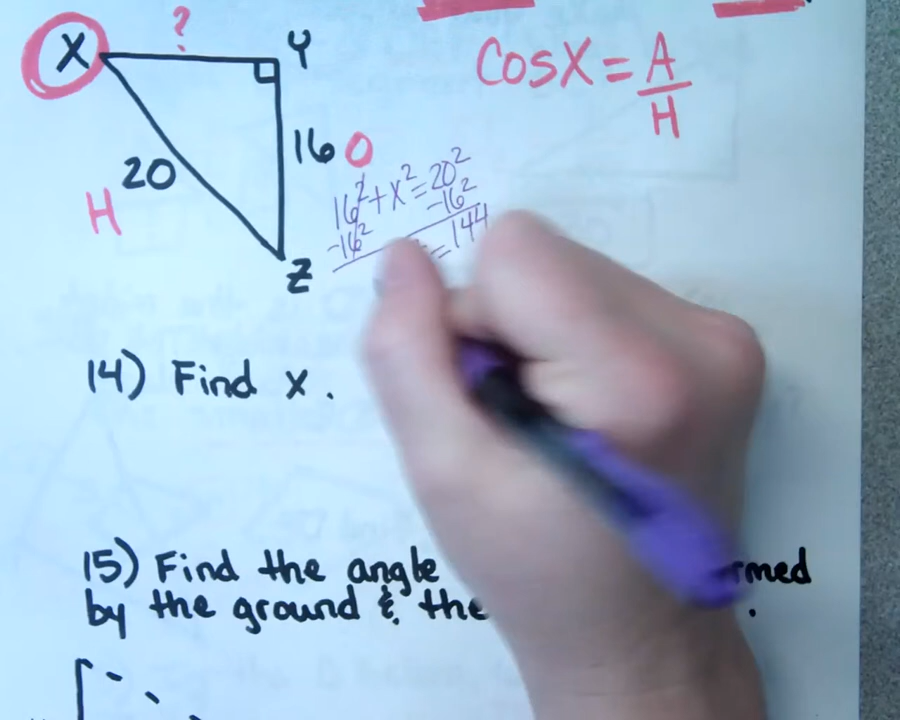 ?
X
Y
CosX = A/H
20
16 O
H
16² + x² = 20²
-16² -16²
= 144
Z
14) Find x.
15) Find the angle rmed
by the ground & the .